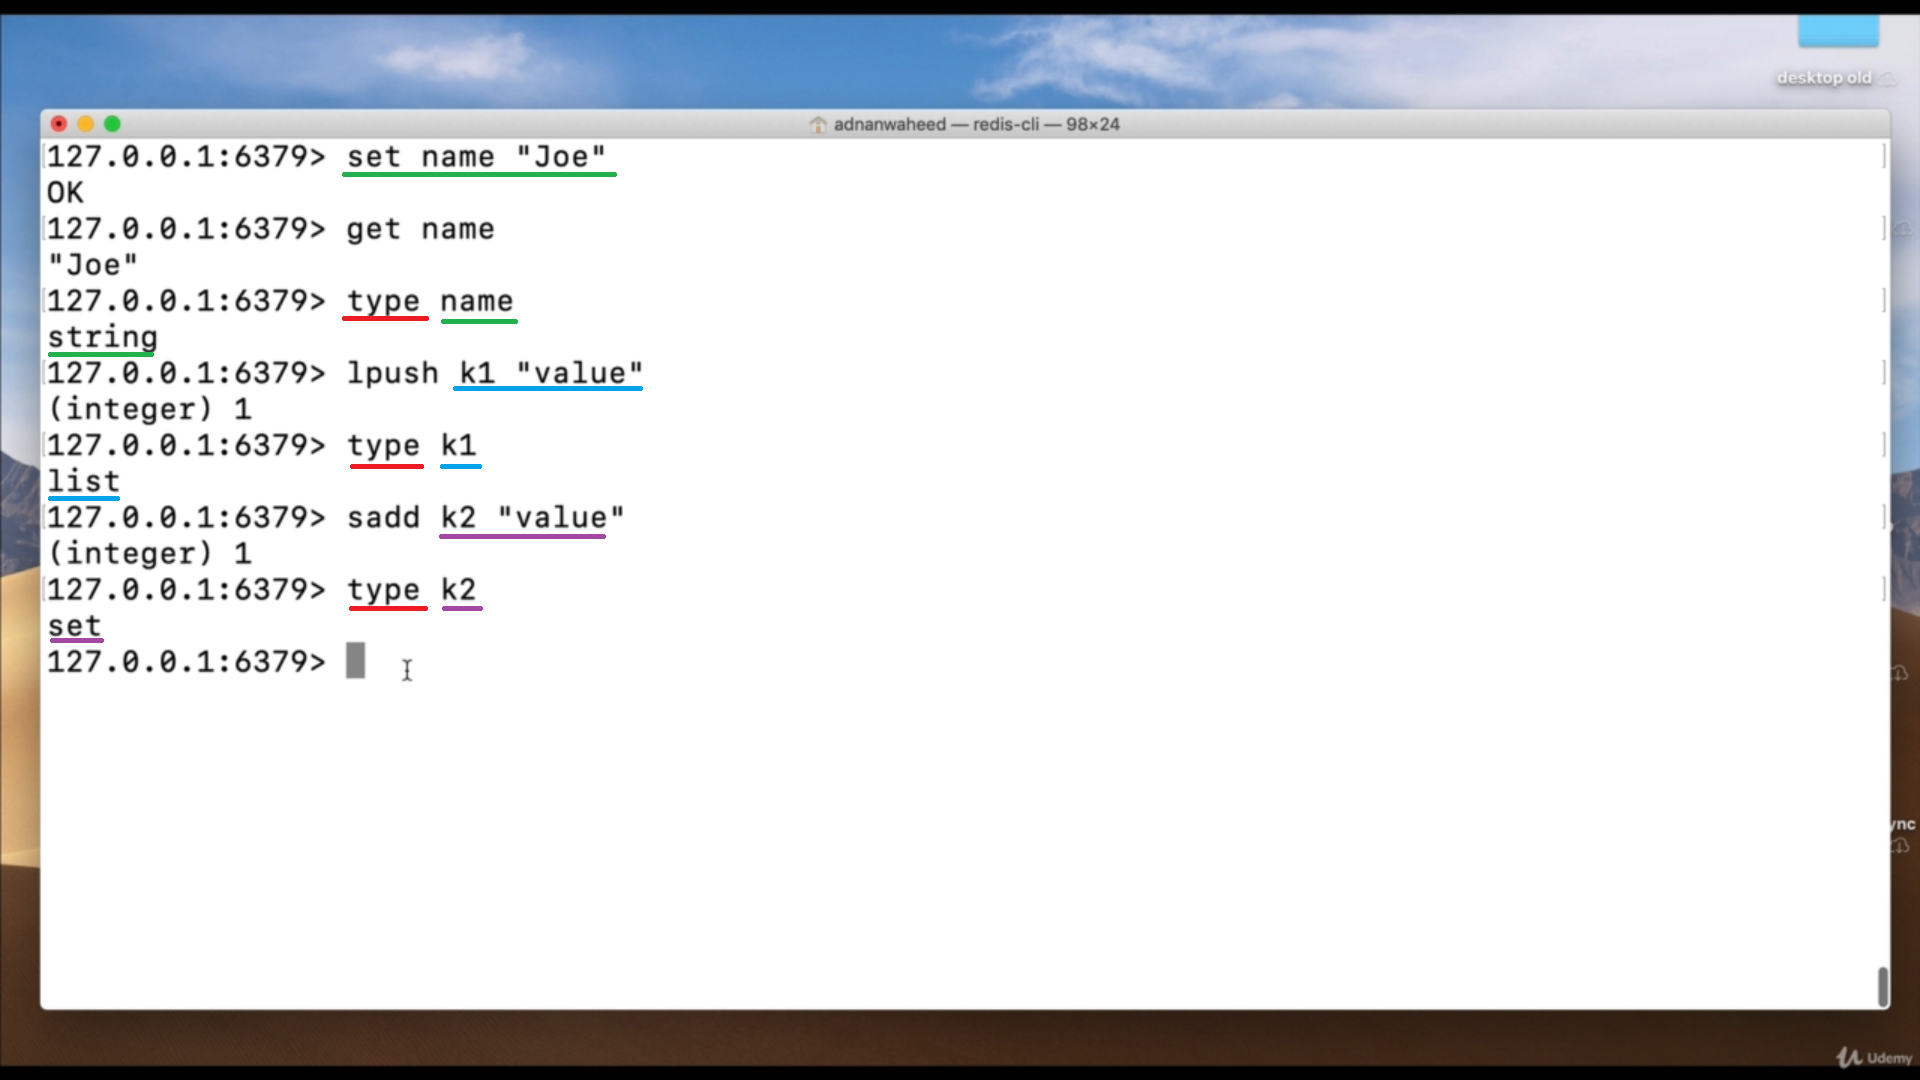 desktop old
adnanwaheed — redis-cli — 98×24
127.0.0.1:6379> set name "Joe"
OK
127.0.0.1:6379> get name
"Joe"
127.0.0.1:6379> type name
string
127.0.0.1:6379> lpush k1 "value"
(integer) 1
127.0.0.1:6379> type k1
list
127.0.0.1:6379> sadd k2 "value"
(integer) 1
127.0.0.1:6379> type k2
set
127.0.0.1:6379>
ync
Udemy